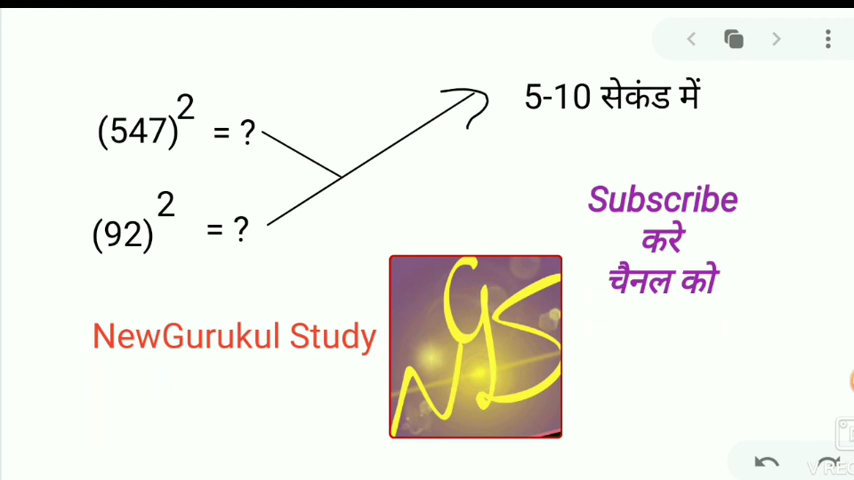 (547)² = ?
5-10 सेकंड में
(92)² = ?
Subscribe
करे
चैनल को
NewGurukul Study
NGS